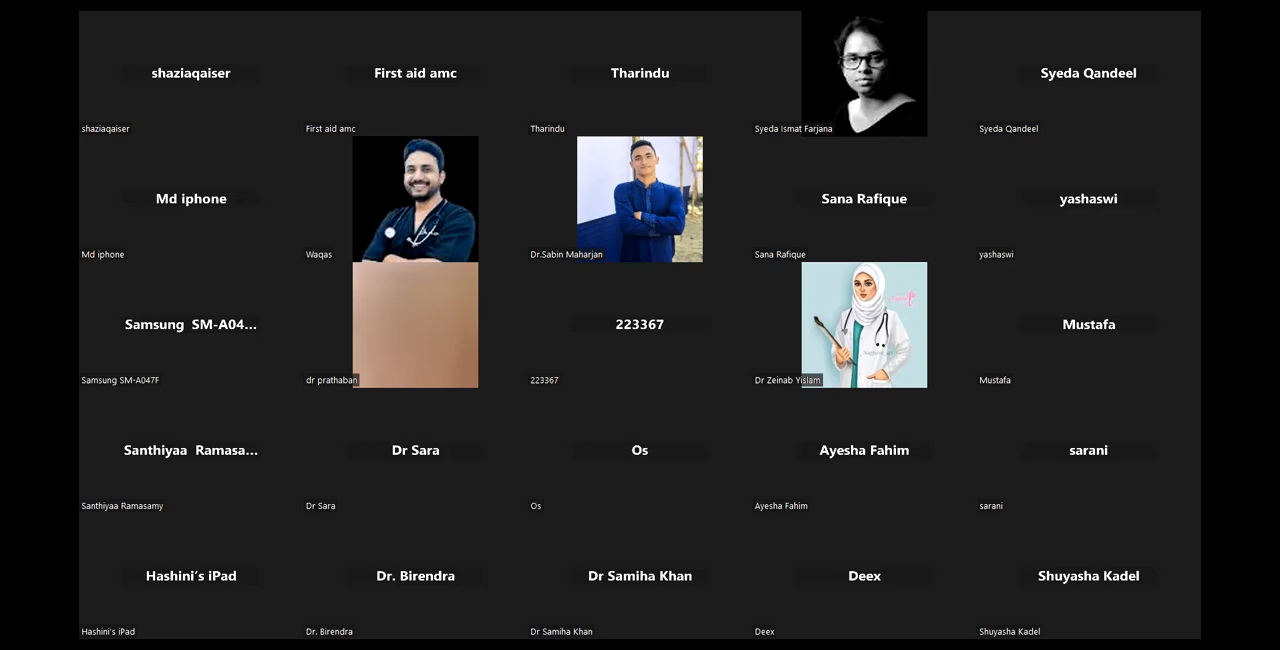 shaziaqaiser
First aid amc
Tharindu
Syeda Qandeel
shaziaqaiser
First aid amc
Tharindu
Syeda Ismat Farjana
Syeda Qandeel
Md iphone
Sana Rafique
yashaswi
Md iphone
Waqas
Dr.Sabin Maharjan
Sana Rafique
yashaswi
Samsung SM-A04...
223367
Mustafa
Samsung SM-A047F
dr prathaban
223367
Dr Zeinab Yislam
Mustafa
Santhiyaa Ramasa...
Dr Sara
Os
Ayesha Fahim
sarani
Santhiyaa Ramasamy
Dr Sara
Os
Ayesha Fahim
sarani
Hashini's iPad
Dr. Birendra
Dr Samiha Khan
Deex
Shuyasha Kadel
Hashini's iPad
Dr. Birendra
Dr Samiha Khan
Deex
Shuyasha Kadel